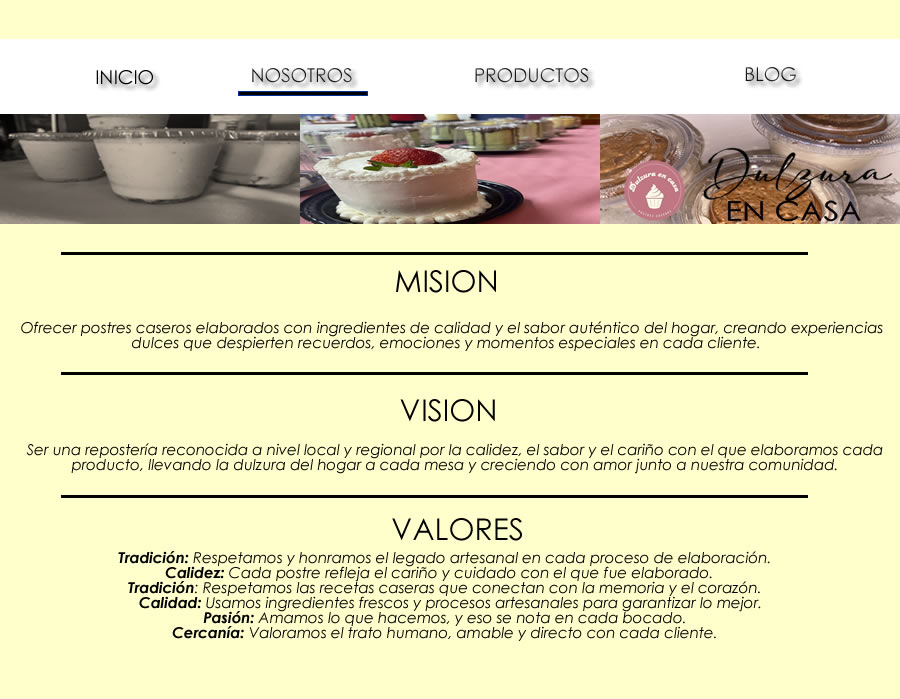 INICIO
NOSOTROS
PRODUCTOS
BLOG
Dulzura en casa
Dulzura
EN CASA
MISION
Ofrecer postres caseros elaborados con ingredientes de calidad y el sabor auténtico del hogar, creando experiencias
dulces que despierten recuerdos, emociones y momentos especiales en cada cliente.
VISION
Ser una repostería reconocida a nivel local y regional por la calidez, el sabor y el cariño con el que elaboramos cada
producto, llevando la dulzura del hogar a cada mesa y creciendo con amor junto a nuestra comunidad.
VALORES
Tradición: Respetamos y honramos el legado artesanal en cada proceso de elaboración.
Calidez: Cada postre refleja el cariño y cuidado con el que fue elaborado.
Tradición: Respetamos las recetas caseras que conectan con la memoria y el corazón.
Calidad: Usamos ingredientes frescos y procesos artesanales para garantizar lo mejor.
Pasión: Amamos lo que hacemos, y eso se nota en cada bocado.
Cercanía: Valoramos el trato humano, amable y directo con cada cliente.